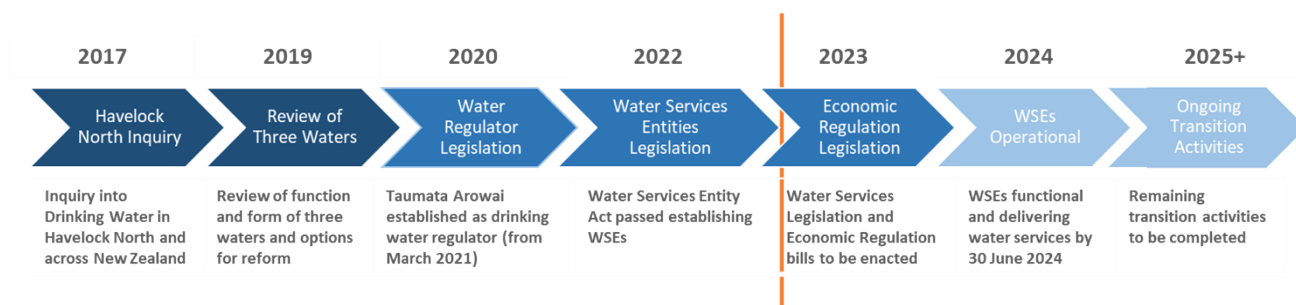 2017
2019
2020
2022
2023
2024
2025+
Havelock
North Inquiry
Review of
Three Waters
Water
Regulator
Legislation
Water Services
Entities
Legislation
Economic
Regulation
Legislation
WSEs
Operational
Ongoing
Transition
Activities
Inquiry into
Drinking Water in
Havelock North and
across New Zealand
Review of function
and form of three
waters and options
for reform
Taumata Arowai
established as drinking
water regulator (from
March 2021)
Water Services Entity
Act passed establishing
WSEs
Water Services
Legislation and
Economic Regulation
bills to be enacted
WSEs functional
and delivering
water services by
30 June 2024
Remaining
transition activities
to be completed